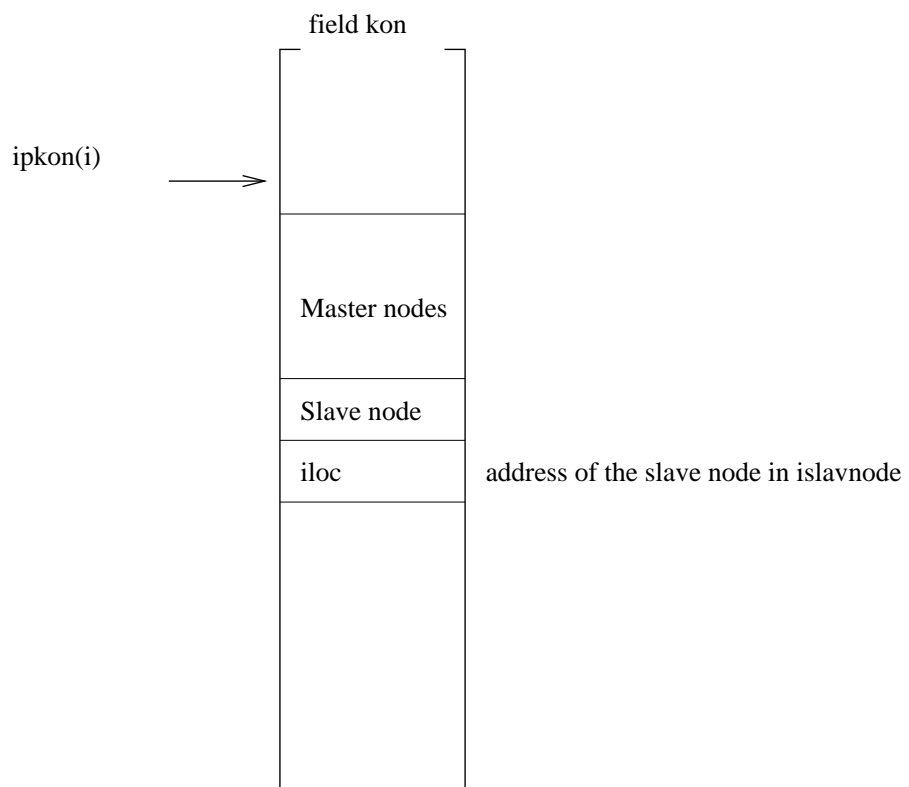 field kon
ipkon(i)
Master nodes
Slave node
iloc
address of the slave node in islavnode